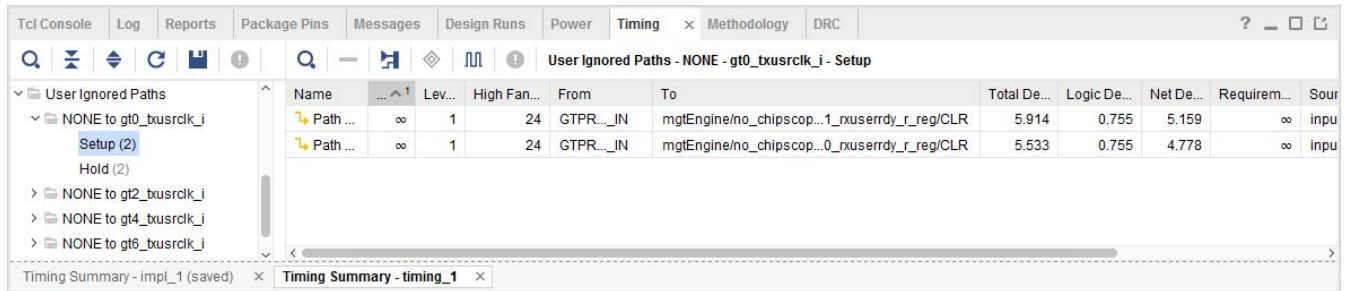 Tcl Console Log Reports Package Pins Messages Design Runs Power Timing × Methodology DRC ? _
User Ignored Paths - NONE - gt0_txusrclk_i - Setup
User Ignored Paths
NONE to gt0_txusrclk_i
Setup (2)
Hold (2)
NONE to gt2_txusrclk_i
NONE to gt4_txusrclk_i
NONE to gt6_txusrclk_i
Name ... ^ 1 Lev... High Fan... From To Total De... Logic De... Net De... Requirem... Sour
Path ... ∞ 1 24 GTPR..._IN mgtEngine/no_chipscop...1_rxuserrdy_r_reg/CLR 5.914 0.755 5.159 ∞ inpu
Path ... ∞ 1 24 GTPR..._IN mgtEngine/no_chipscop...0_rxuserrdy_r_reg/CLR 5.533 0.755 4.778 ∞ inpu
Timing Summary - impl_1 (saved) × Timing Summary - timing_1 ×